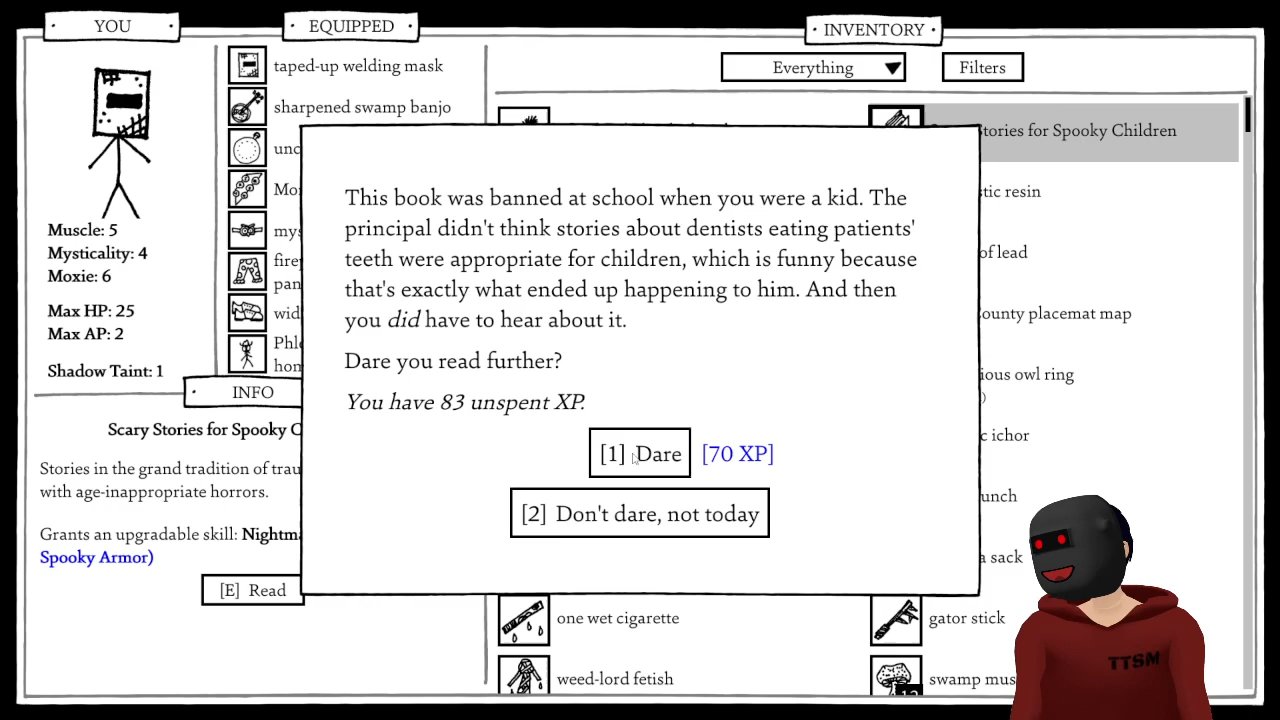 YOU
EQUIPPED
· INVENTORY ·
Everything
Filters
taped-up welding mask
sharpened swamp banjo
Stories for Spooky Children
Muscle: 5
Mysticality: 4
Moxie: 6
Max HP: 25
Max AP: 2
Shadow Taint: 1
INFO
Scary Stories for Spooky
Stories in the grand tradition of
with age-inappropriate horrors.
Grants an upgradable skill:
Spooky Armor)
[E] Read
This book was banned at school when you were a kid. The
principal didn't think stories about dentists eating patients'
teeth were appropriate for children, which is funny because
that's exactly what ended up happening to him. And then
you did have to hear about it.
Dare you read further?
You have 83 unspent XP.
[1] Dare [70 XP]
[2] Don't dare, not today
resin
of lead
placemat map
owl ring
ichor
sack
one wet cigarette
gator stick
weed-lord fetish
swamp
TTSM